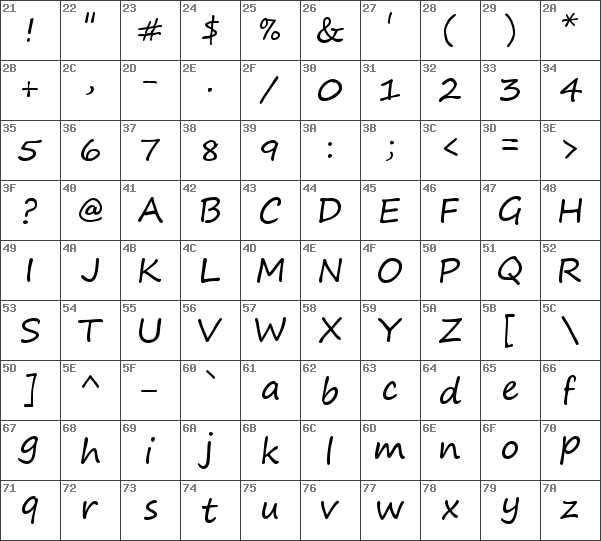 21 22 23 24 25 26 27 28 29 2A
! " # $ % & ' ( ) *
2B 2C 2D 2E 2F 30 31 32 33 34
+ , - . / 0 1 2 3 4
35 36 37 38 39 3A 3B 3C 3D 3E
5 6 7 8 9 : ; < = >
3F 40 41 42 43 44 45 46 47 48
? @ A B C D E F G H
49 4A 4B 4C 4D 4E 4F 50 51 52
I J K L M N O P Q R
53 54 55 56 57 58 59 5A 5B 5C
S T U V W X Y Z [ \
5D 5E 5F 60 61 62 63 64 65 66
] ^ _ ` a b c d e f
67 68 69 6A 6B 6C 6D 6E 6F 70
g h i j k l m n o p
71 72 73 74 75 76 77 78 79 7A
q r s t u v w x y z